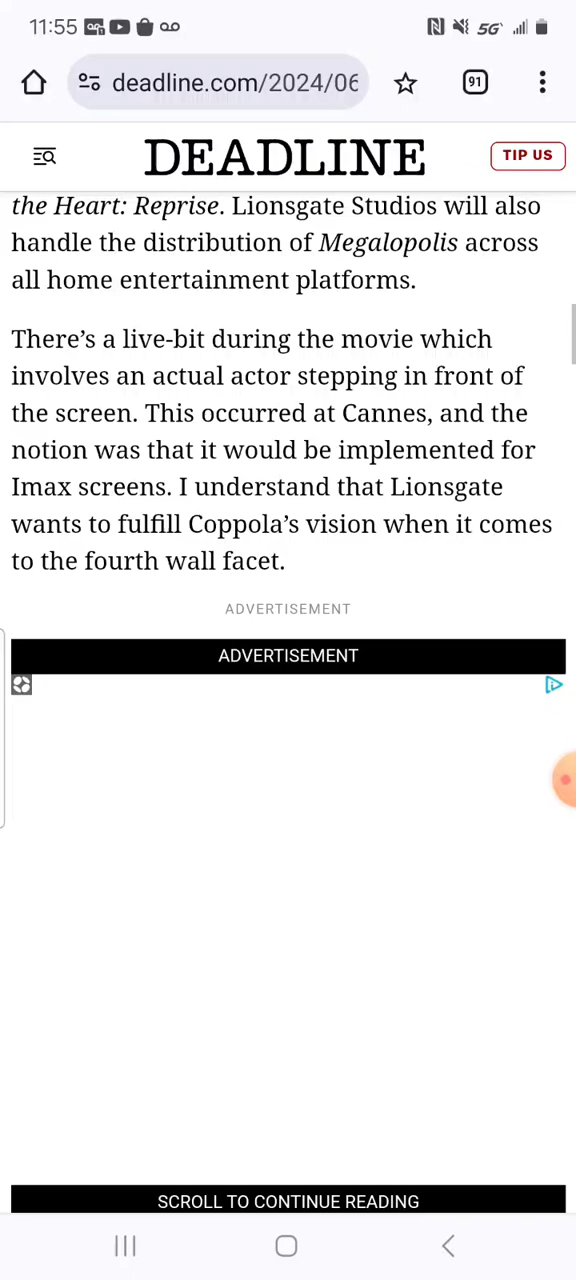 11:55
5G
deadline.com/2024/06
91
DEADLINE
TIP US
the Heart: Reprise. Lionsgate Studios will also
handle the distribution of Megalopolis across
all home entertainment platforms.
There’s a live-bit during the movie which
involves an actual actor stepping in front of
the screen. This occurred at Cannes, and the
notion was that it would be implemented for
Imax screens. I understand that Lionsgate
wants to fulfill Coppola’s vision when it comes
to the fourth wall facet.
ADVERTISEMENT
ADVERTISEMENT
SCROLL TO CONTINUE READING